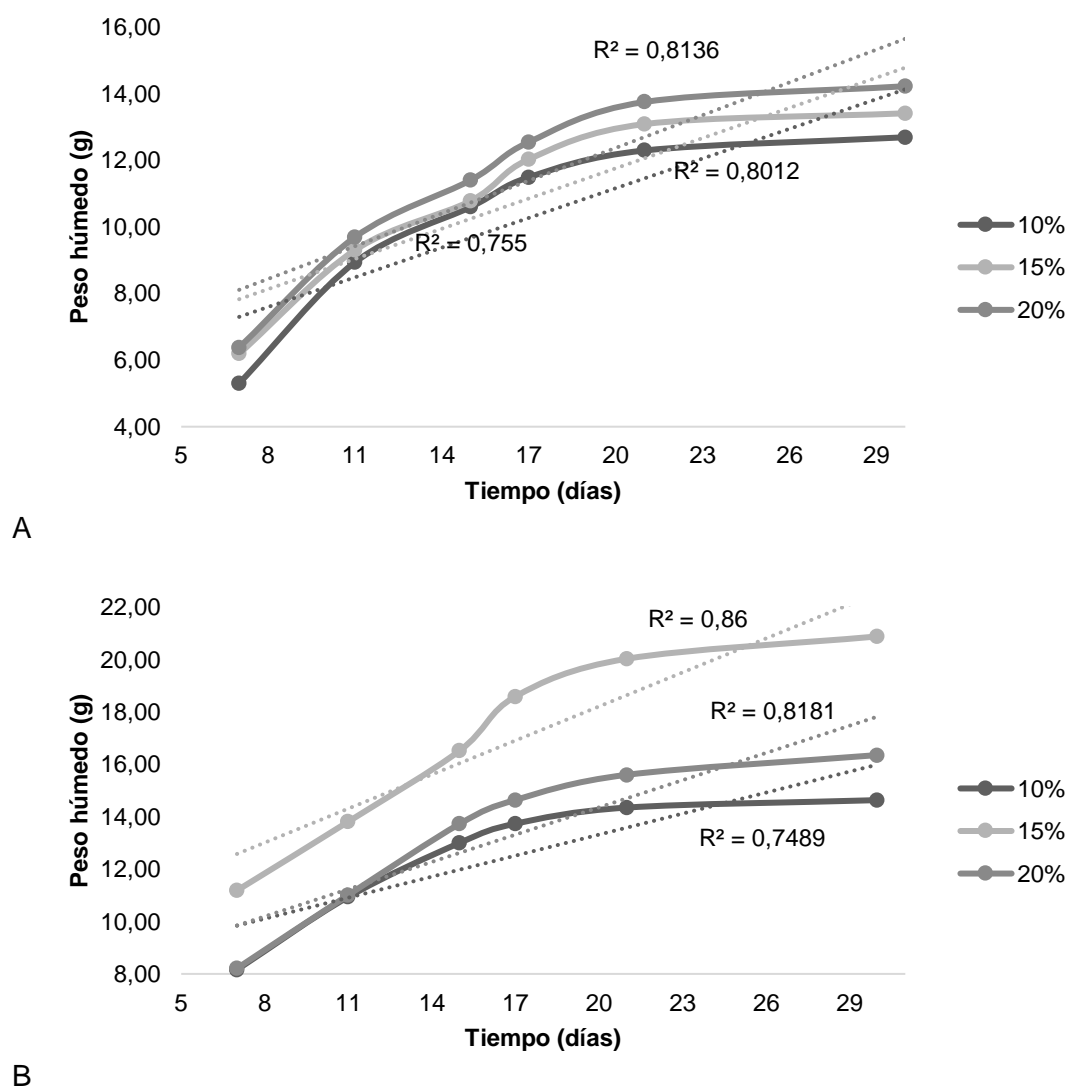 16,00
14,00
12,00
10,00
8,00
6,00
4,00
Peso húmedo (g)
R² = 0,8136
R² = 0,8012
R² = 0,755
10%
15%
20%
5 8 11 14 17 20 23 26 29
Tiempo (días)
A
22,00
20,00
18,00
16,00
14,00
12,00
10,00
8,00
Peso húmedo (g)
R² = 0,86
R² = 0,8181
R² = 0,7489
10%
15%
20%
5 8 11 14 17 20 23 26 29
Tiempo (días)
B